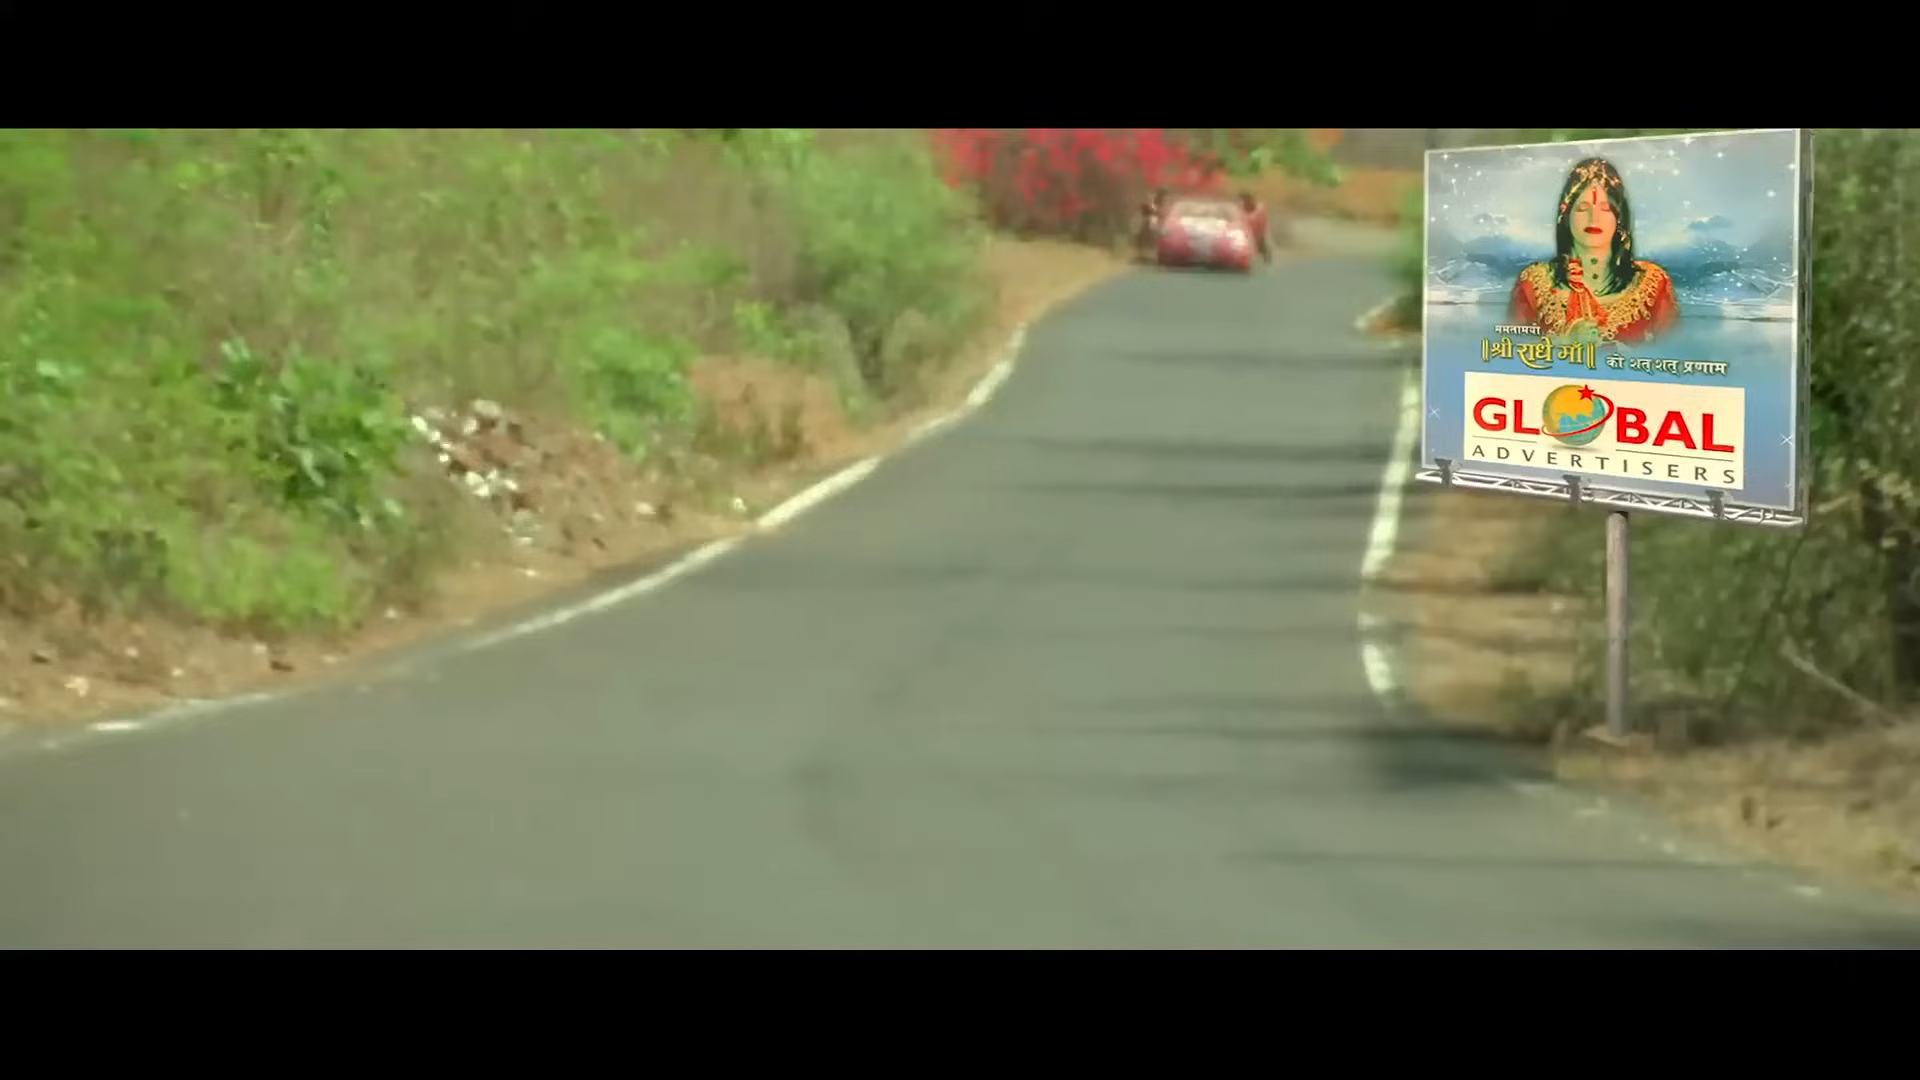 ममतामयी
॥श्री राधे माँ॥ को शत् शत् प्रणाम
GLOBAL
ADVERTISERS